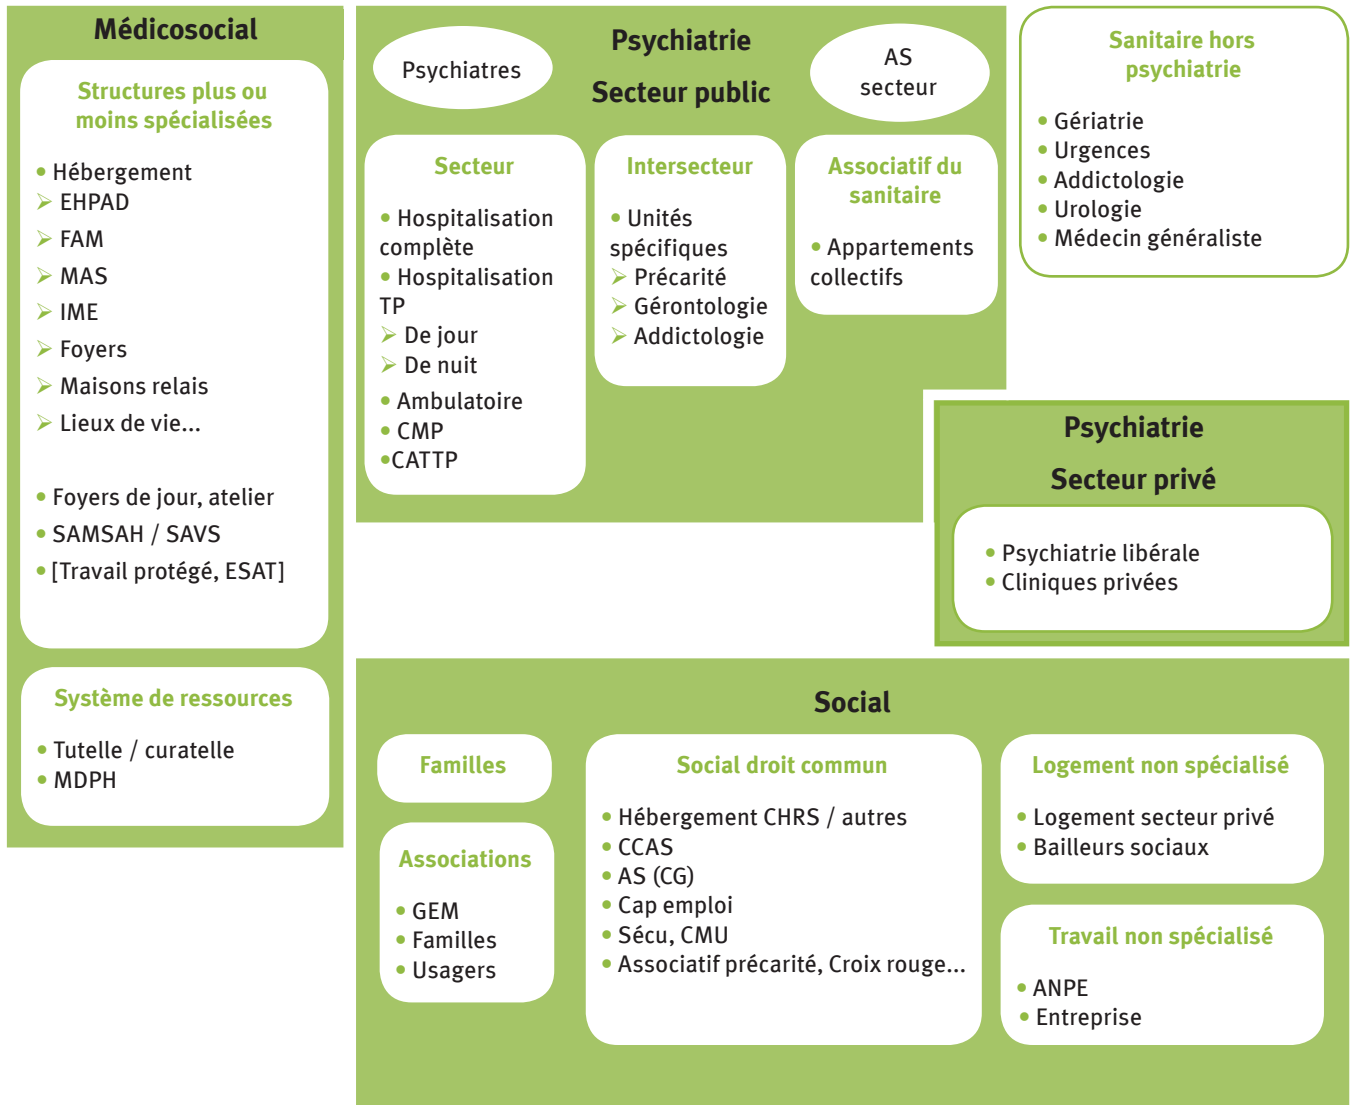 Médicosocial
Structures plus ou
moins spécialisées
• Hébergement
➢ EHPAD
➢ FAM
➢ MAS
➢ IME
➢ Foyers
➢ Maisons relais
➢ Lieux de vie...
• Foyers de jour, atelier
• SAMSAH / SAVS
• [Travail protégé, ESAT]
Système de ressources
• Tutelle / curatelle
• MDPH
Psychiatrie
Secteur public
Psychiatres
AS
secteur
Secteur
• Hospitalisation
complète
• Hospitalisation
TP
➢ De jour
➢ De nuit
• Ambulatoire
• CMP
• CATTP
Intersecteur
• Unités
spécifiques
➢ Précarité
➢ Gérontologie
➢ Addictologie
Associatif du
sanitaire
• Appartements
collectifs
Sanitaire hors
psychiatrie
• Gériatrie
• Urgences
• Addictologie
• Urologie
• Médecin généraliste
Psychiatrie
Secteur privé
• Psychiatrie libérale
• Cliniques privées
Social
Familles
Associations
• GEM
• Familles
• Usagers
Social droit commun
• Hébergement CHRS / autres
• CCAS
• AS (CG)
• Cap emploi
• Sécu, CMU
• Associatif précarité, Croix rouge...
Logement non spécialisé
• Logement secteur privé
• Bailleurs sociaux
Travail non spécialisé
• ANPE
• Entreprise